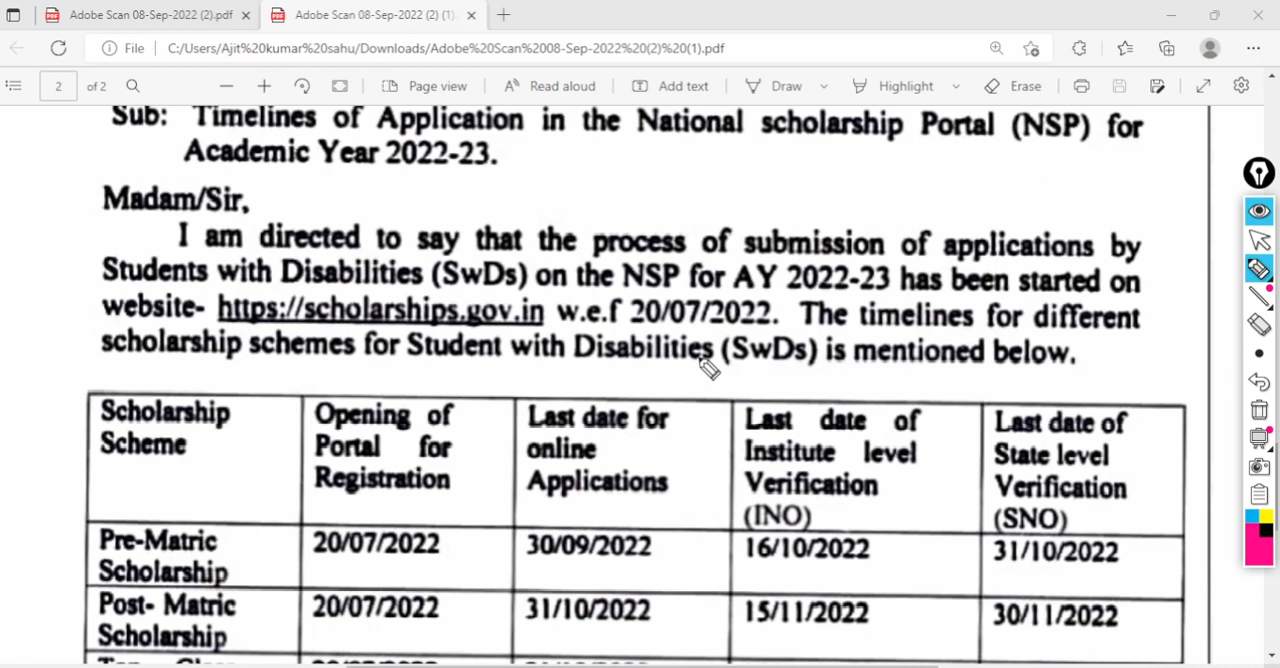 Adobe Scan 08-Sep-2022 (2).pdf
Adobe Scan 08-Sep-2022 (2) (1)
File C:/Users/Ajit%20kumar%20sahu/Downloads/Adobe%20Scan%2008-Sep-2022%20(2)%20(1).pdf
2 of 2 Page view Read aloud Add text Draw Highlight Erase
Sub: Timelines of Application in the National scholarship Portal (NSP) for
Academic Year 2022-23.
Madam/Sir,
I am directed to say that the process of submission of applications by
Students with Disabilities (SwDs) on the NSP for AY 2022-23 has been started on
website- https://scholarships.gov.in w.e.f 20/07/2022. The timelines for different
scholarship schemes for Student with Disabilities (SwDs) is mentioned below.
Scholarship
Scheme
Opening of
Portal for
Registration
Last date for
online
Applications
Last date of
Institute level
Verification
(INO)
Last date of
State level
Verification
(SNO)
Pre-Matric
Scholarship
20/07/2022
30/09/2022
16/10/2022
31/10/2022
Post- Matric
Scholarship
20/07/2022
31/10/2022
15/11/2022
30/11/2022